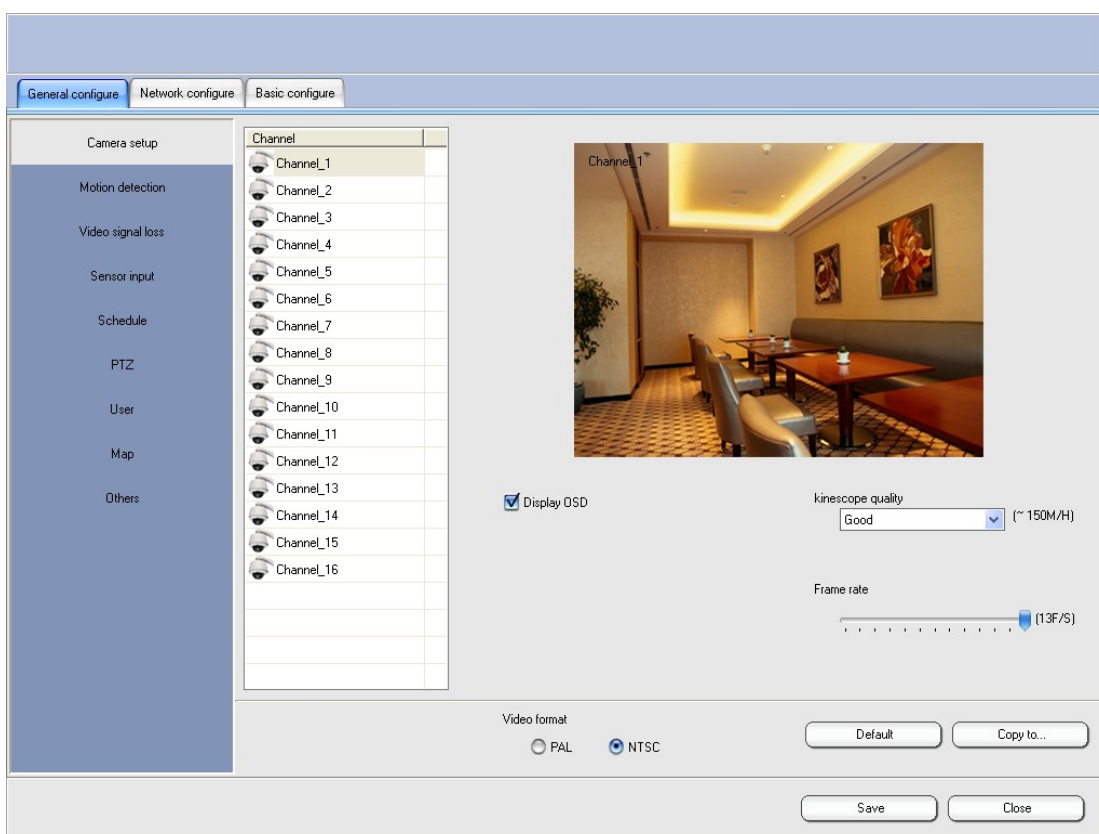 General configure
Network configure
Basic configure
Camera setup
Motion detection
Video signal loss
Sensor input
Schedule
PTZ
User
Map
Others
Channel
Channel_1
Channel_2
Channel_3
Channel_4
Channel_5
Channel_6
Channel_7
Channel_8
Channel_9
Channel_10
Channel_11
Channel_12
Channel_13
Channel_14
Channel_15
Channel_16
Channel_1
Display OSD
kinescope quality
Good
(~ 150M/H)
Frame rate
(13F/S)
Video format
PAL
NTSC
Default
Copy to...
Save
Close